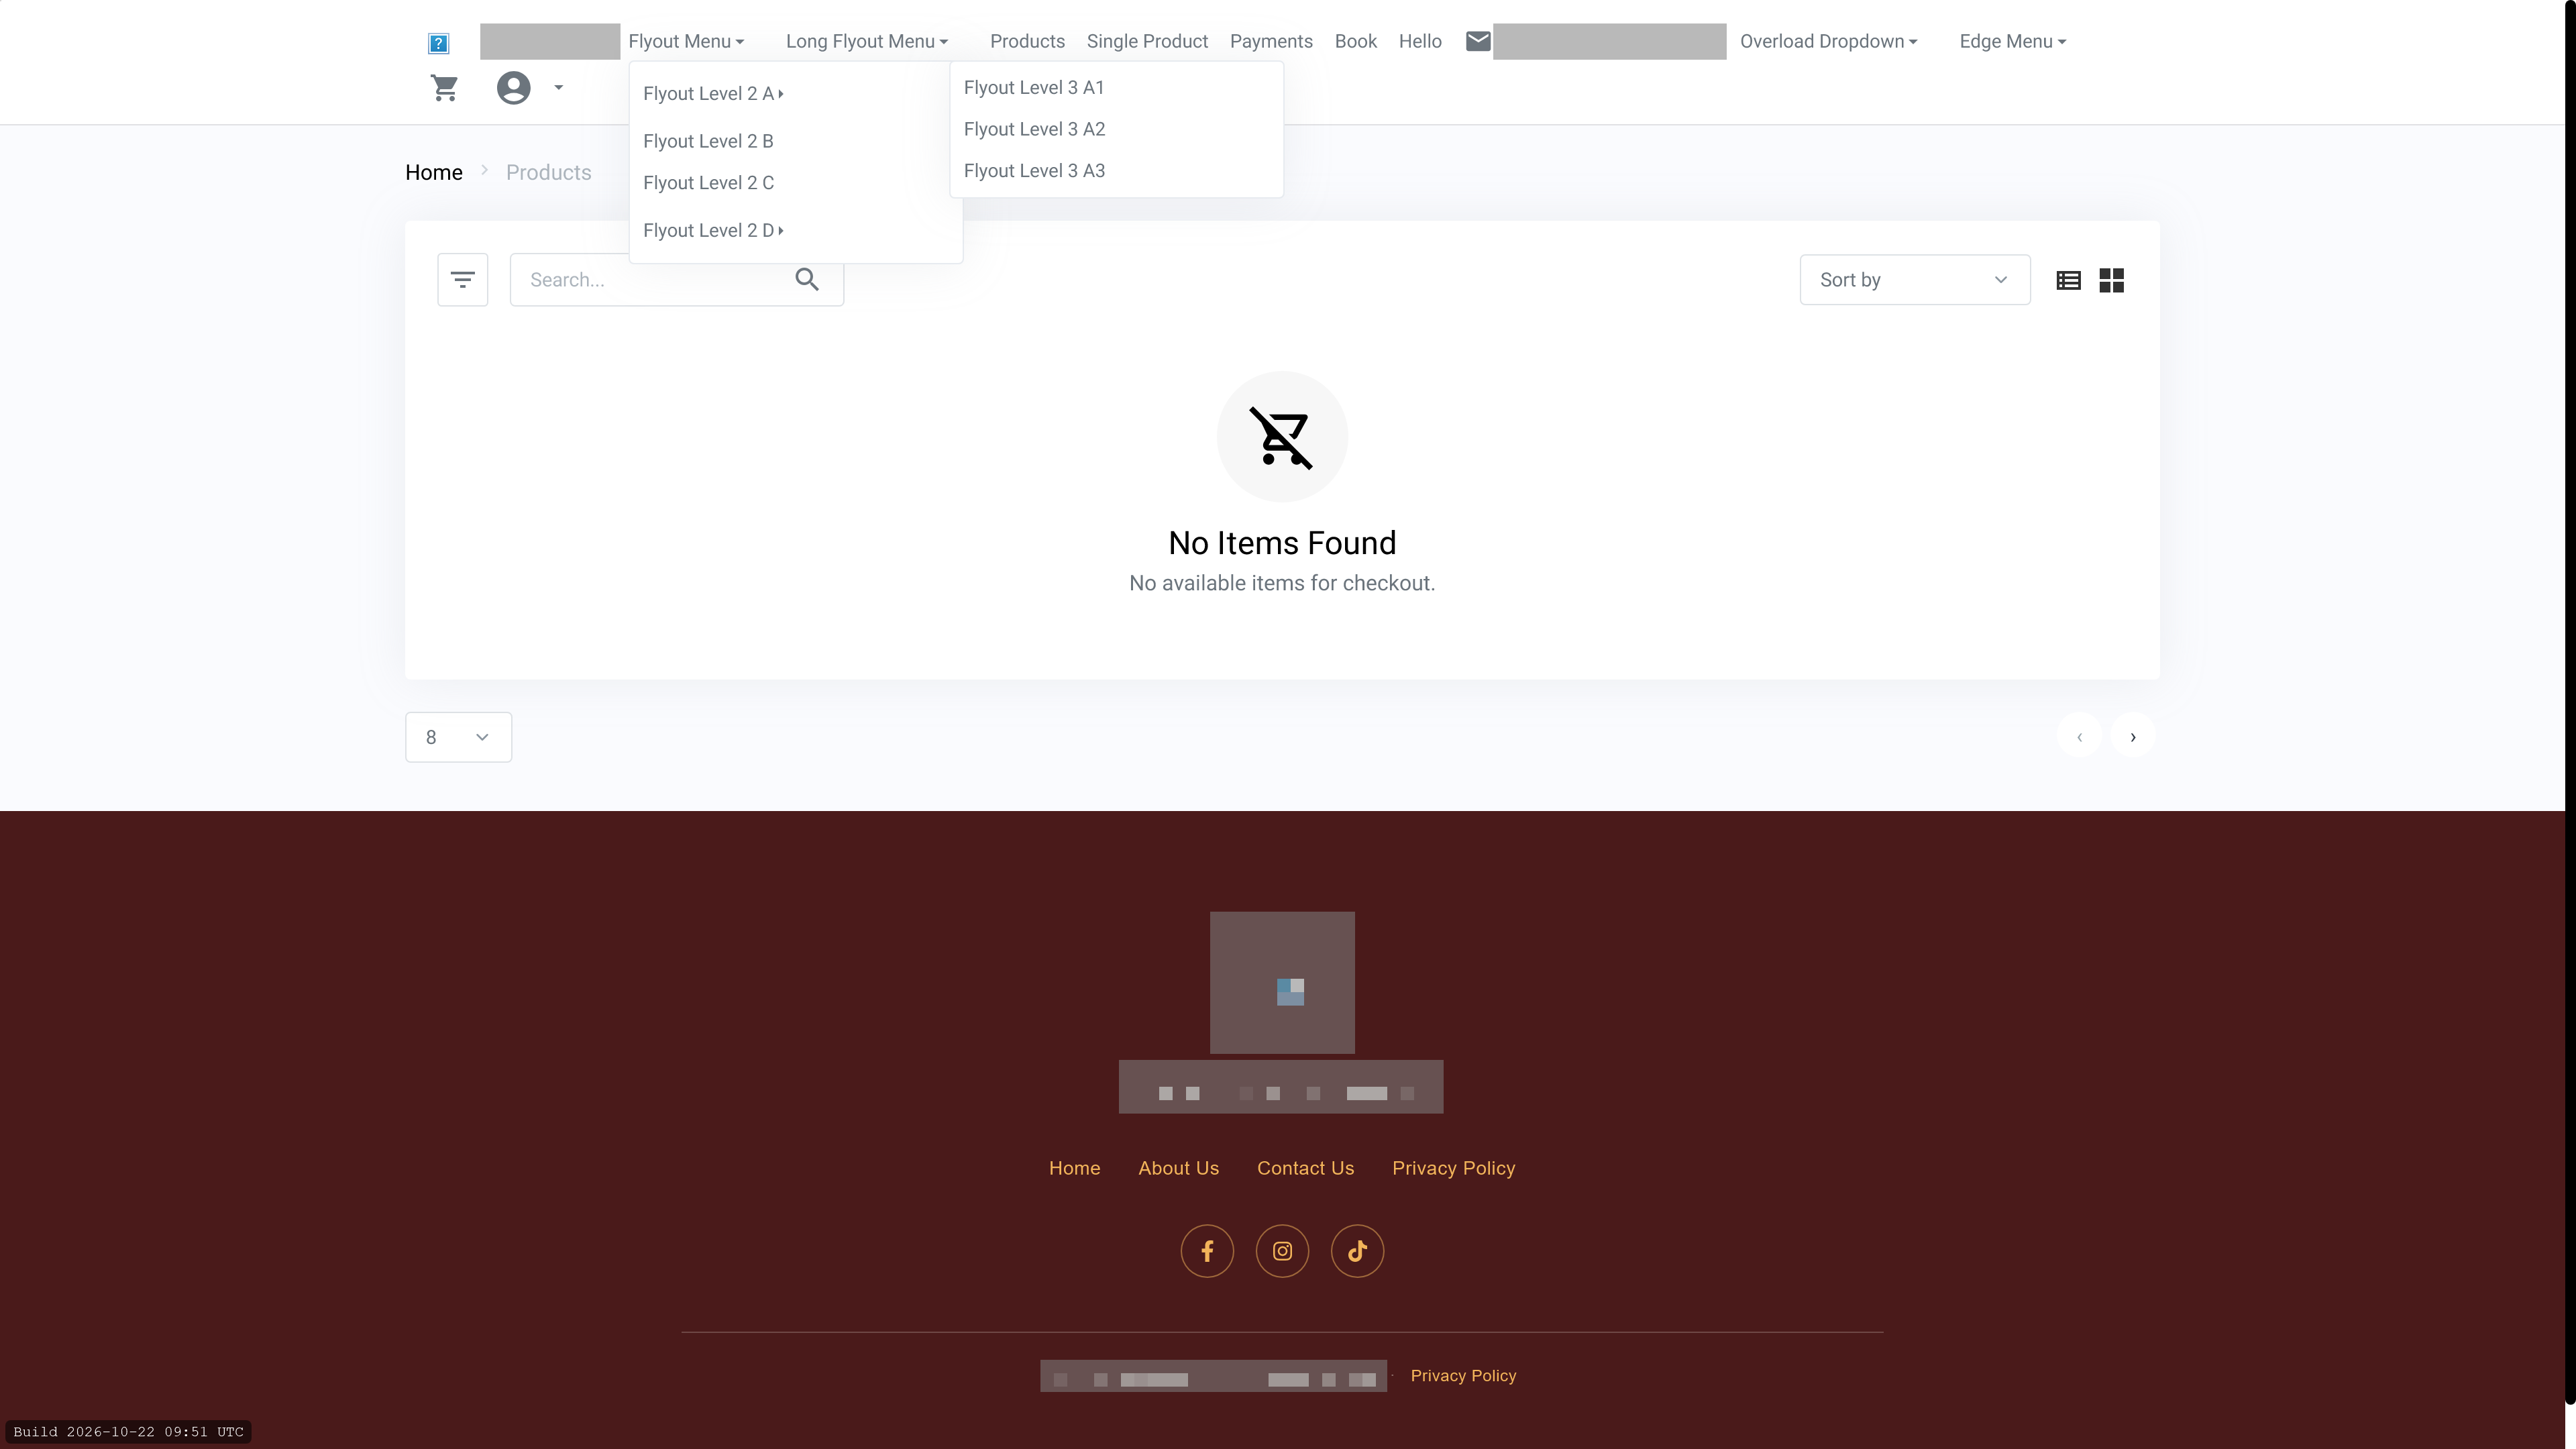 Flyout Menu Long Flyout Menu Products Single Product Payments Book Hello Overload Dropdown Edge Menu
Flyout Level 2 A
Flyout Level 2 B
Flyout Level 2 C
Flyout Level 2 D
Flyout Level 3 A1
Flyout Level 3 A2
Flyout Level 3 A3
Home Products
Search... Sort by
No Items Found
No available items for checkout.
8
Home About Us Contact Us Privacy Policy
· Privacy Policy
Build 2026-10-22 09:51 UTC